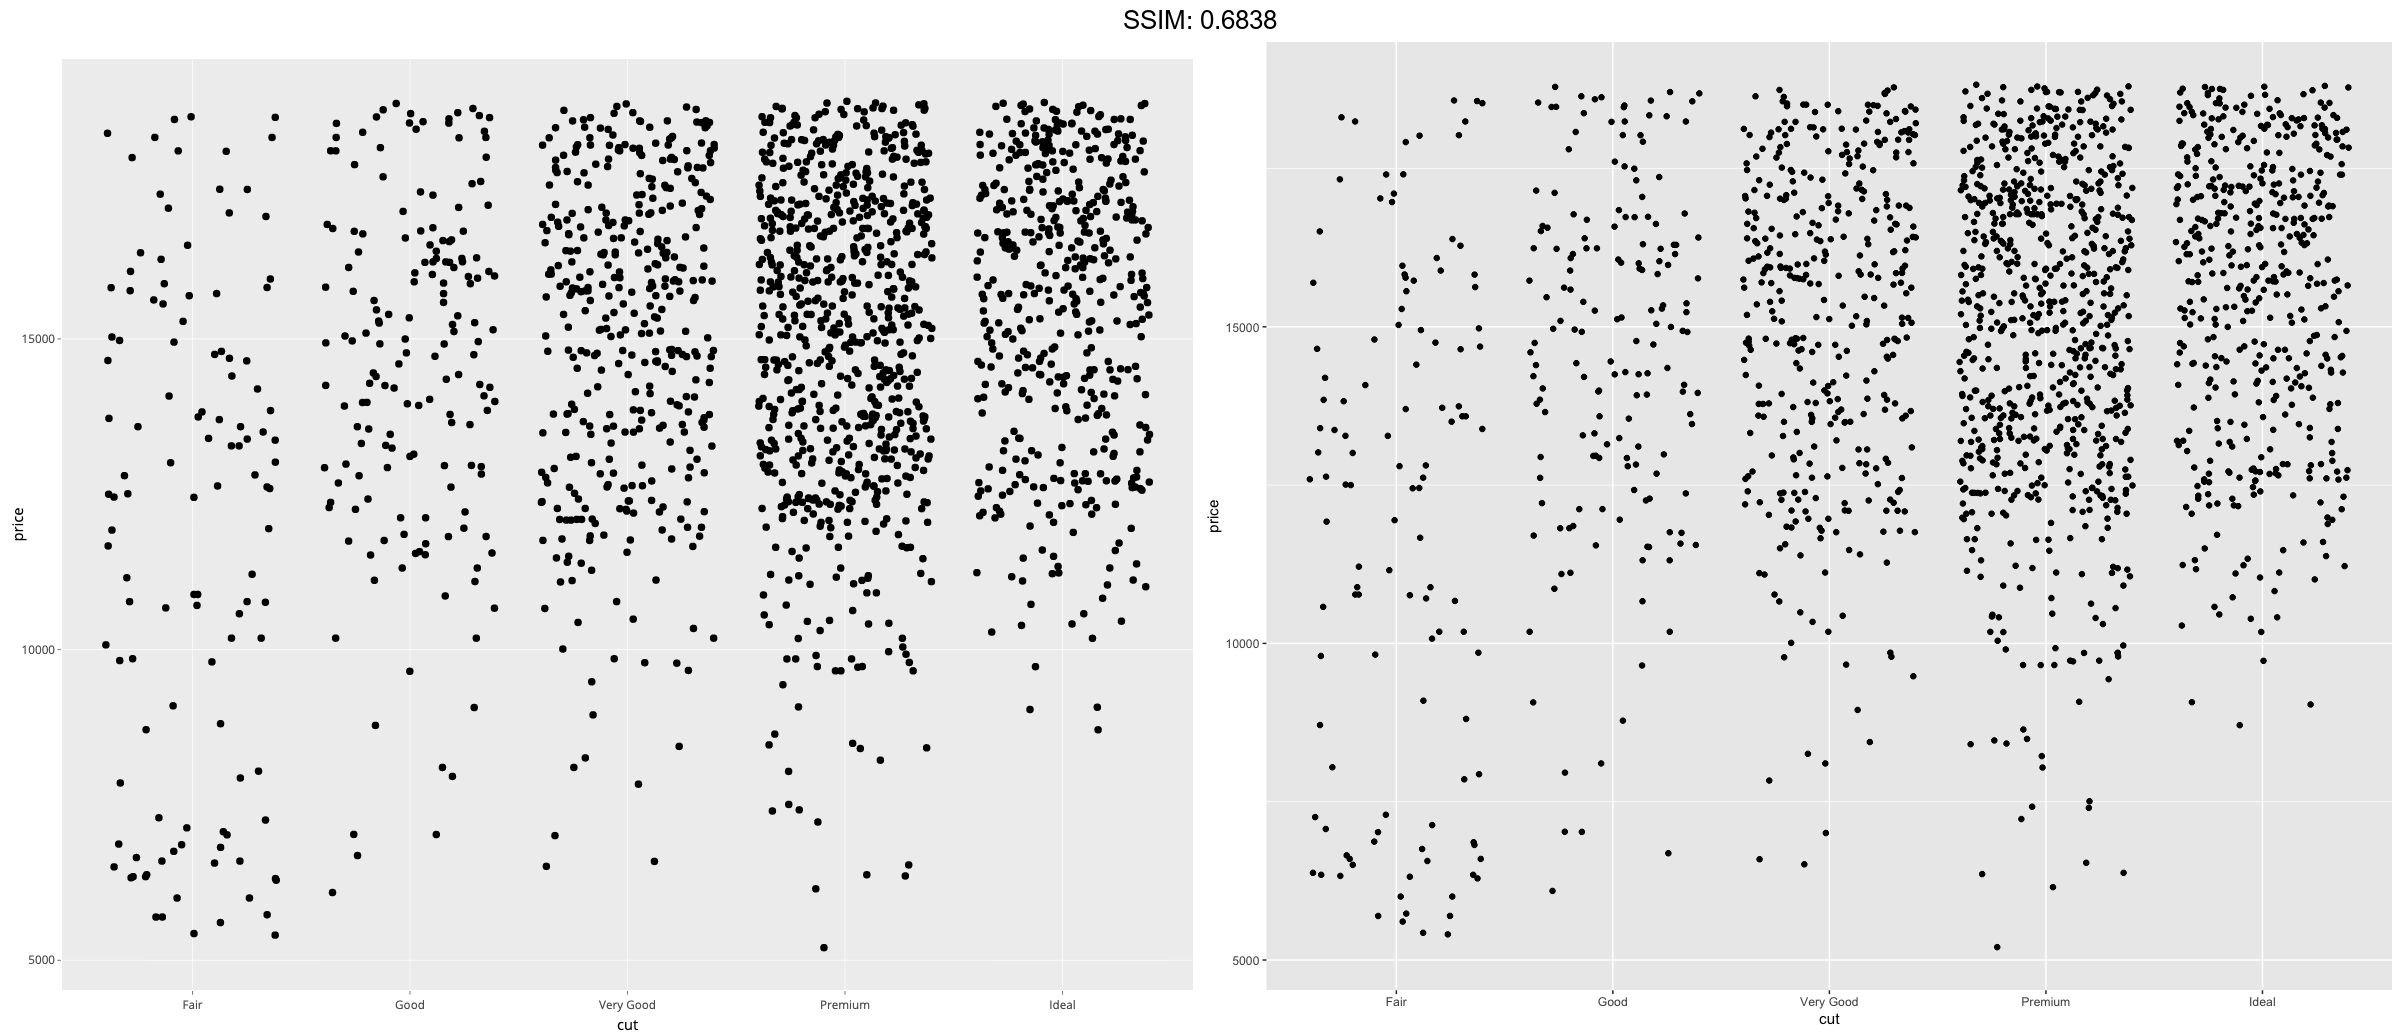 SSIM: 0.6838
price
15000
10000
5000
Fair Good Very Good Premium Ideal
cut
price
15000
10000
5000
Fair Good Very Good Premium Ideal
cut